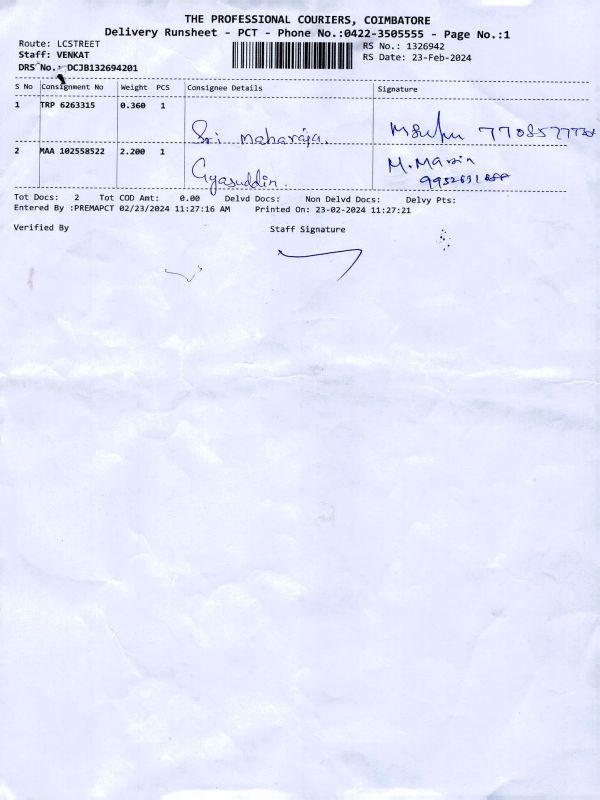 THE PROFESSIONAL COURIERS, COIMBATORE
Delivery Runsheet - PCT - Phone No.:0422-3505555 - Page No.:1
Route: LCSTREET RS No.: 1326942
Staff: VENKAT RS Date: 23-Feb-2024
DRS No.: DCJB132694201
S No Consignment No Weight PCS Consignee Details Signature
1 TRP 6263315 0.360 1
Sri maharaja.
2 MAA 102558522 2.200 1
Gyasuddin.
Tot Docs: 2 Tot COD Amt: 0.00 Delvd Docs: Non Delvd Docs: Delvy Pts:
Entered By :PREMAPCT 02/23/2024 11:27:16 AM Printed On: 23-02-2024 11:27:21
Verified By Staff Signature